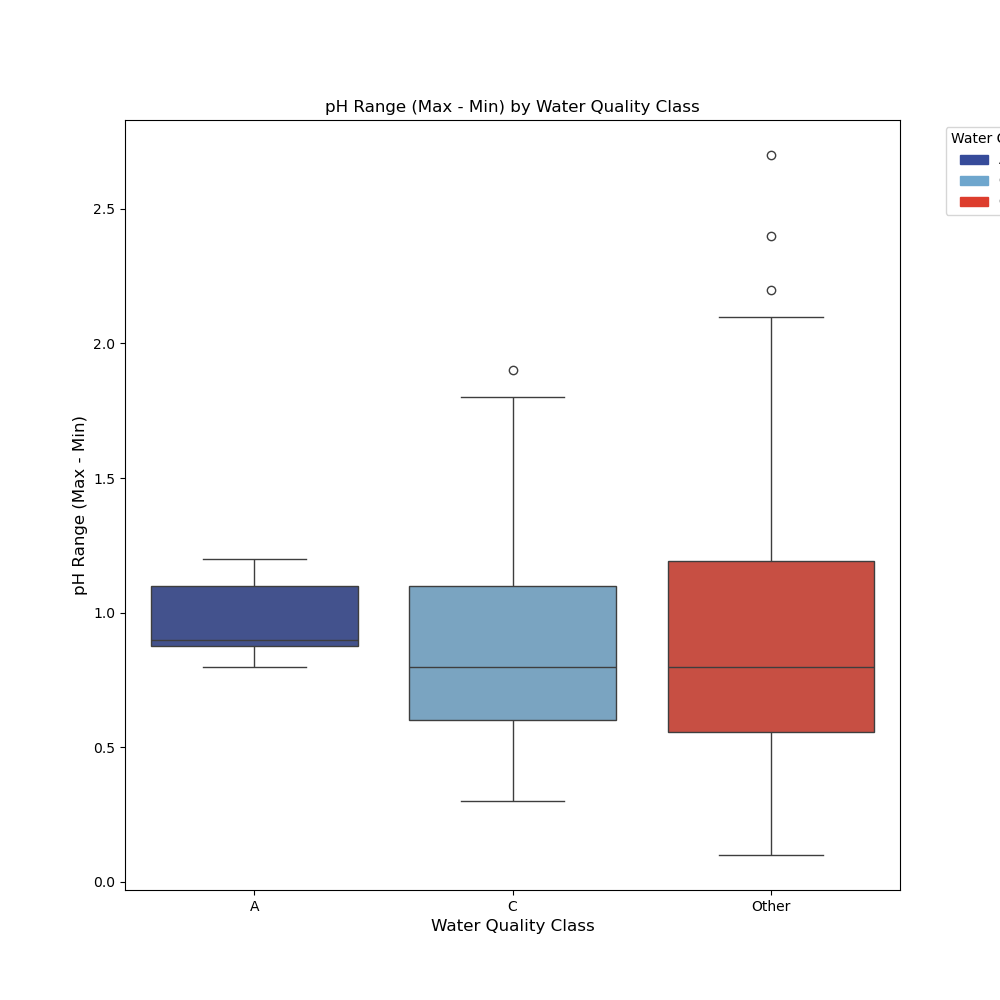 pH Range (Max - Min) by Water Quality Class
Water
2.5
2.0
1.5
1.0
0.5
0.0
pH Range (Max - Min)
A
C
Other
Water Quality Class